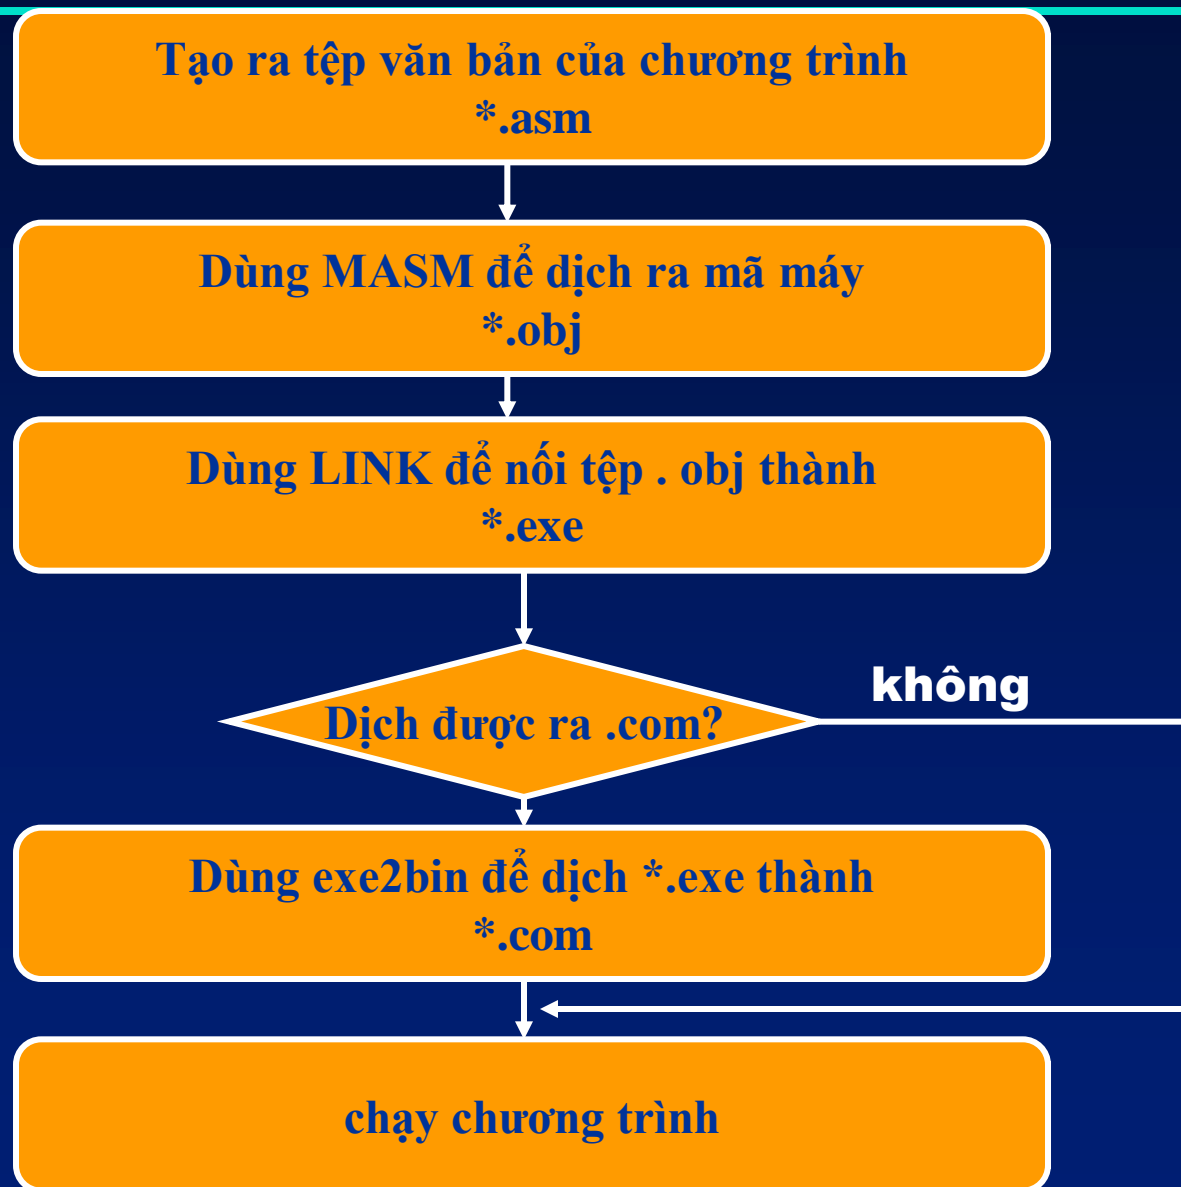 Tạo ra tệp văn bản của chương trình
*.asm
Dùng MASM để dịch ra mã máy
*.obj
Dùng LINK để nối tệp . obj thành
*.exe
không
Dịch được ra .com?
Dùng exe2bin để dịch *.exe thành
*.com
chạy chương trình